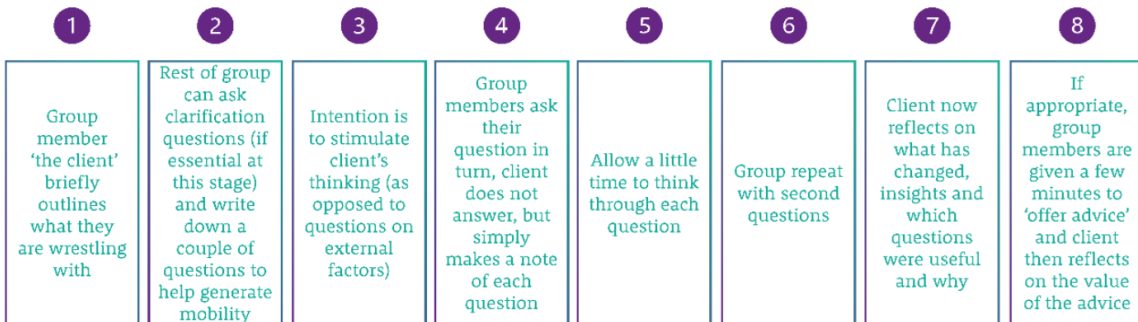 1
Group
member
‘the client’
briefly
outlines
what they
are wrestling
with
2
Rest of group
can ask
clarification
questions (if
essential at
this stage)
and write
down a
couple of
questions to
help generate
mobility
3
Intention is
to stimulate
client’s
thinking (as
opposed to
questions on
external
factors)
4
Group
members ask
their
question in
turn, client
does not
answer, but
simply
makes a note
of each
question
5
Allow a little
time to think
through each
question
6
Group repeat
with second
questions
7
Client now
reflects on
what has
changed,
insights and
which
questions
were useful
and why
8
If
appropriate,
group
members are
given a few
minutes to
‘offer advice’
and client
then reflects
on the value
of the advice